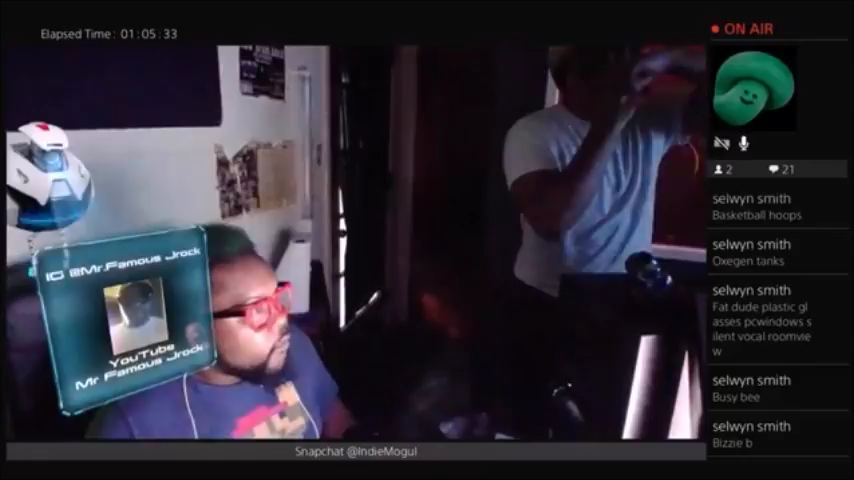 Elapsed Time: 01:05:33
ON AIR
2
21
selwyn smith
Basketball hoops
selwyn smith
Oxegen tanks
selwyn smith
Fat dude plastic gl
asses pcwindows s
ilent vocal roomvie
w
selwyn smith
Busy bee
selwyn smith
Bizzie b
IG @Mr.Famous Jrock
YouTube
Mr Famous Jrock
Snapchat @IndieMogul